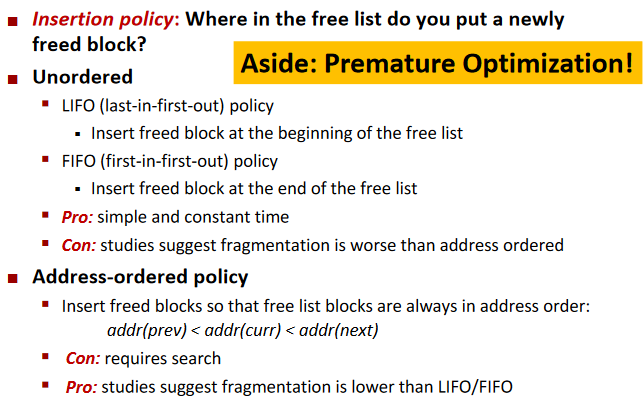 Insertion policy: Where in the free list do you put a newly
freed block?
Aside: Premature Optimization!
Unordered
LIFO (last-in-first-out) policy
Insert freed block at the beginning of the free list
FIFO (first-in-first-out) policy
Insert freed block at the end of the free list
Pro: simple and constant time
Con: studies suggest fragmentation is worse than address ordered
Address-ordered policy
Insert freed blocks so that free list blocks are always in address order:
addr(prev) < addr(curr) < addr(next)
Con: requires search
Pro: studies suggest fragmentation is lower than LIFO/FIFO